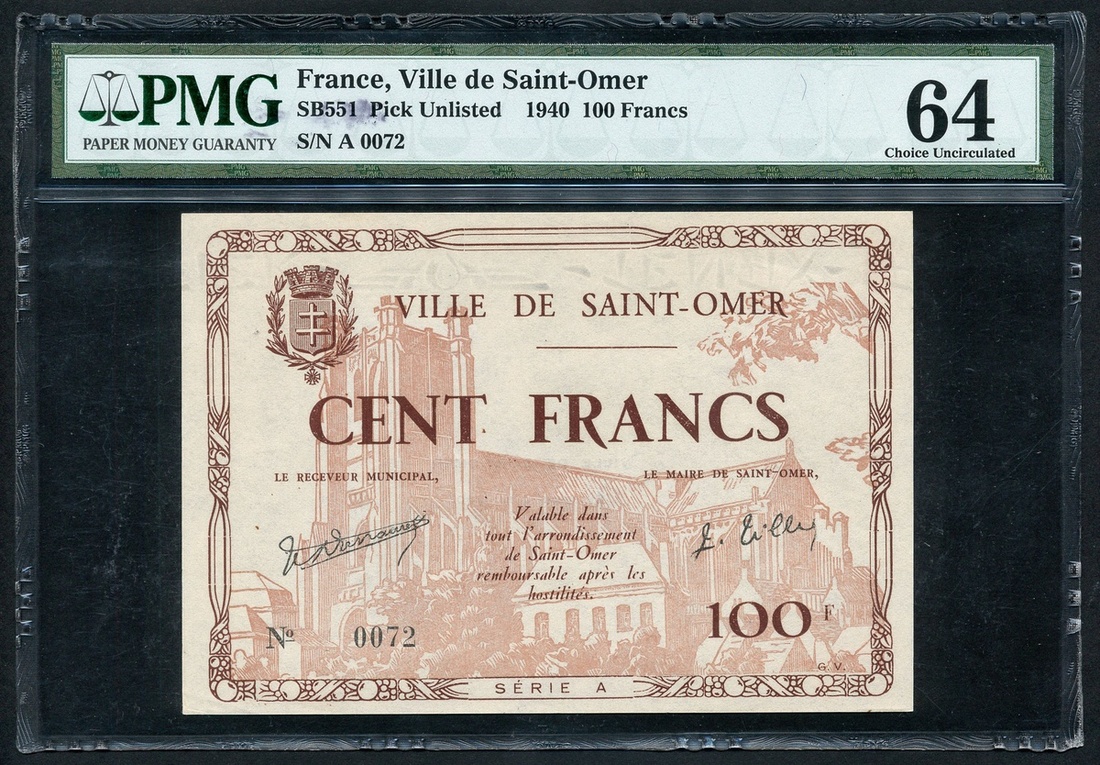 PMG
PAPER MONEY GUARANTY
France, Ville de Saint-Omer
SB551 Pick Unlisted 1940 100 Francs
S/N A 0072
64
Choice Uncirculated
VILLE DE SAINT-OMER
CENT FRANCS
LE RECEVEUR MUNICIPAL,
LE MAIRE DE SAINT-OMER,
Valable dans
tout l'arrondissement
de Saint-Omer
remboursable après les
hostilités.
Nº 0072
100 F
G.V.
SÉRIE A